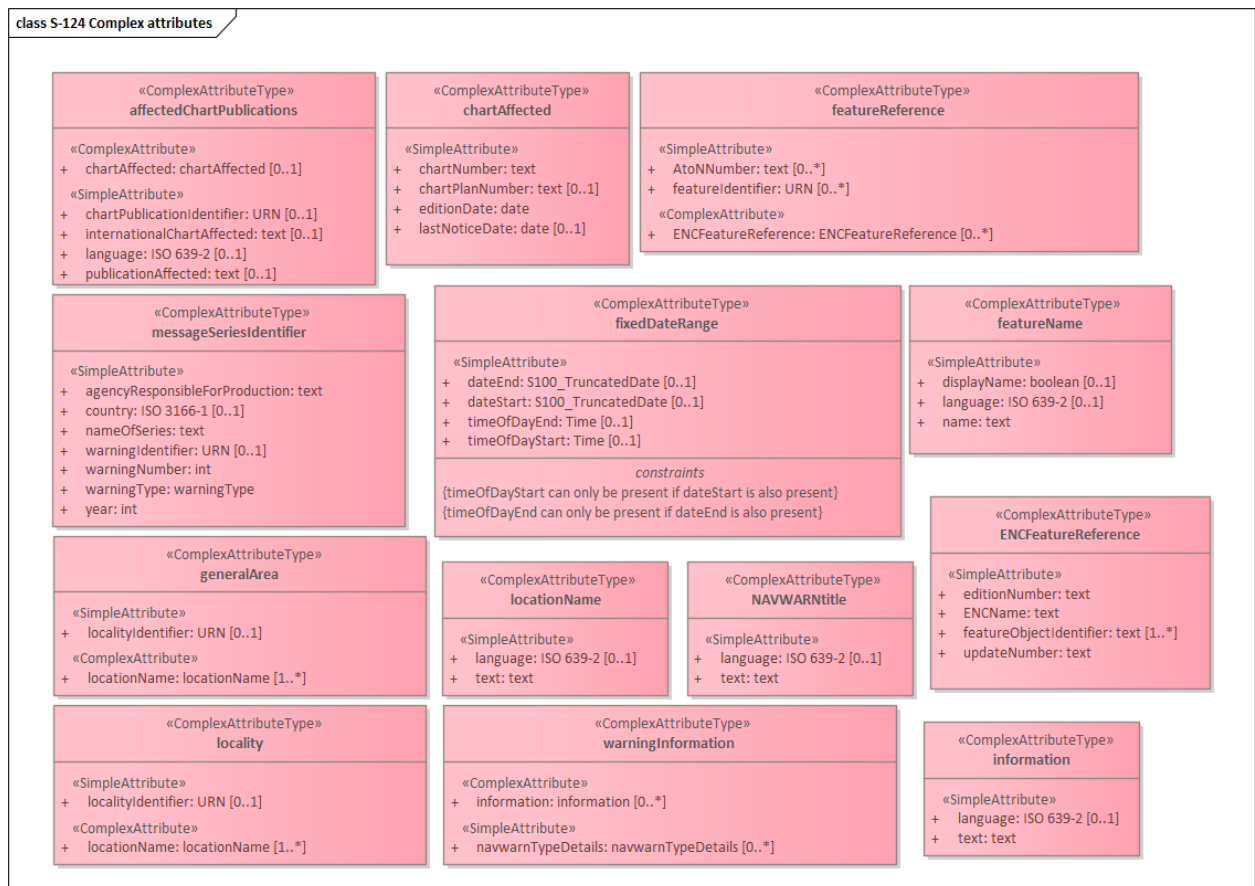 class S-124 Complex attributes
«ComplexAttributeType»
affectedChartPublications
«ComplexAttribute»
+ chartAffected: chartAffected [0..1]
«SimpleAttribute»
+ chartPublicationIdentifier: URN [0..1]
+ internationalChartAffected: text [0..1]
+ language: ISO 639-2 [0..1]
+ publicationAffected: text [0..1]
«ComplexAttributeType»
chartAffected
«SimpleAttribute»
+ chartNumber: text
+ chartPlanNumber: text [0..1]
+ editionDate: date
+ lastNoticeDate: date [0..1]
«ComplexAttributeType»
featureReference
«SimpleAttribute»
+ AtoNNumber: text [0..*]
+ featureIdentifier: URN [0..*]
«ComplexAttribute»
+ ENCFeatureReference: ENCFeatureReference [0..*]
«ComplexAttributeType»
messageSeriesIdentifier
«SimpleAttribute»
+ agencyResponsibleForProduction: text
+ country: ISO 3166-1 [0..1]
+ nameOfSeries: text
+ warningIdentifier: URN [0..1]
+ warningNumber: int
+ warningType: warningType
+ year: int
«ComplexAttributeType»
fixedDateRange
«SimpleAttribute»
+ dateEnd: S100_TruncatedDate [0..1]
+ dateStart: S100_TruncatedDate [0..1]
+ timeOfDayEnd: Time [0..1]
+ timeOfDayStart: Time [0..1]
constraints
{timeOfDayStart can only be present if dateStart is also present}
{timeOfDayEnd can only be present if dateEnd is also present}
«ComplexAttributeType»
featureName
«SimpleAttribute»
+ displayName: boolean [0..1]
+ language: ISO 639-2 [0..1]
+ name: text
«ComplexAttributeType»
generalArea
«SimpleAttribute»
+ localityIdentifier: URN [0..1]
«ComplexAttribute»
+ locationName: locationName [1..*]
«ComplexAttributeType»
locationName
«SimpleAttribute»
+ language: ISO 639-2 [0..1]
+ text: text
«ComplexAttributeType»
NAVWARNtitle
«SimpleAttribute»
+ language: ISO 639-2 [0..1]
+ text: text
«ComplexAttributeType»
ENCFeatureReference
«SimpleAttribute»
+ editionNumber: text
+ ENCName: text
+ featureObjectIdentifier: text [1..*]
+ updateNumber: text
«ComplexAttributeType»
locality
«SimpleAttribute»
+ localityIdentifier: URN [0..1]
«ComplexAttribute»
+ locationName: locationName [1..*]
«ComplexAttributeType»
warningInformation
«ComplexAttribute»
+ information: information [0..*]
«SimpleAttribute»
+ navwarnTypeDetails: navwarnTypeDetails [0..*]
«ComplexAttributeType»
information
«SimpleAttribute»
+ language: ISO 639-2 [0..1]
+ text: text